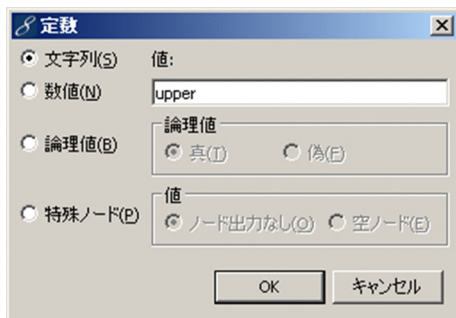 定数
文字列(S)
値:
数値(N)
upper
論理値(B)
論理値
真(T)
偽(F)
特殊ノード(P)
値
ノード出力なし(O)
空ノード(E)
OK
キャンセル